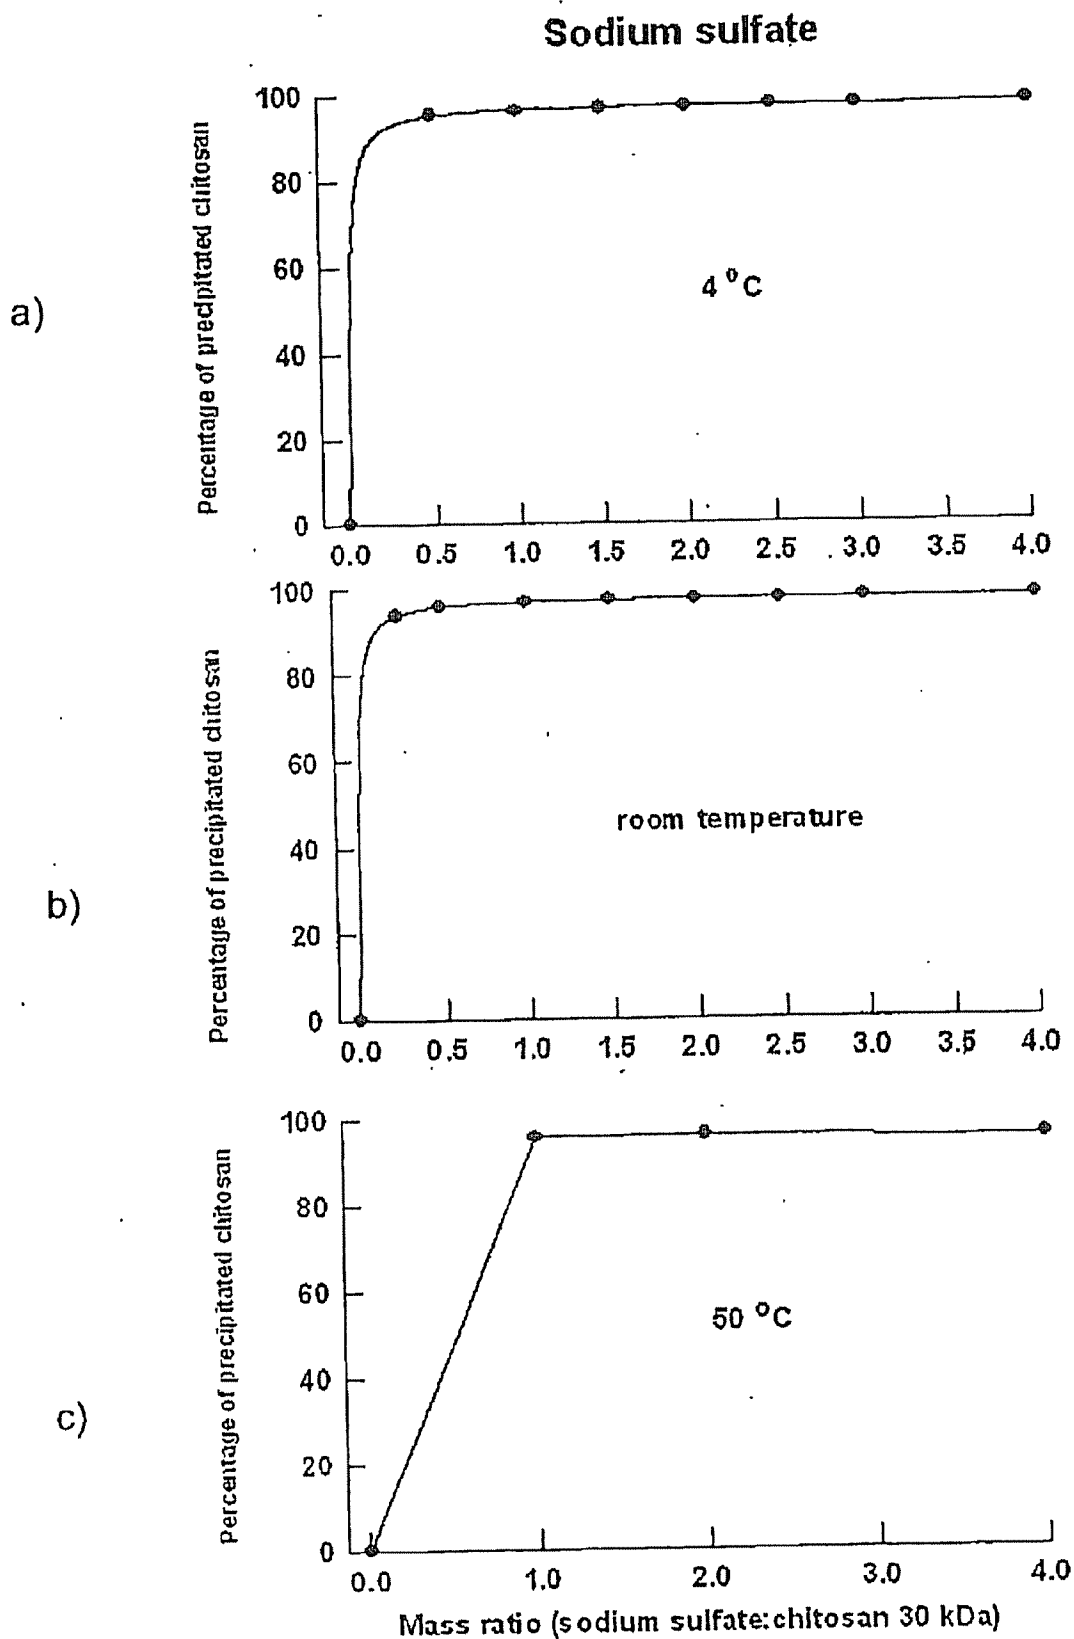 Sodium sulfate
a)
Percentage of precipitated chitosan
100
80
60
40
20
0
4 °C
0.0 0.5 1.0 1.5 2.0 2.5 3.0 3.5 4.0
b)
Percentage of precipitated chitosan
100
80
60
40
20
0
room temperature
0.0 0.5 1.0 1.5 2.0 2.5 3.0 3.5 4.0
c)
Percentage of precipitated chitosan
100
80
60
40
20
0
50 °C
0.0 1.0 2.0 3.0 4.0
Mass ratio (sodium sulfate:chitosan 30 kDa)